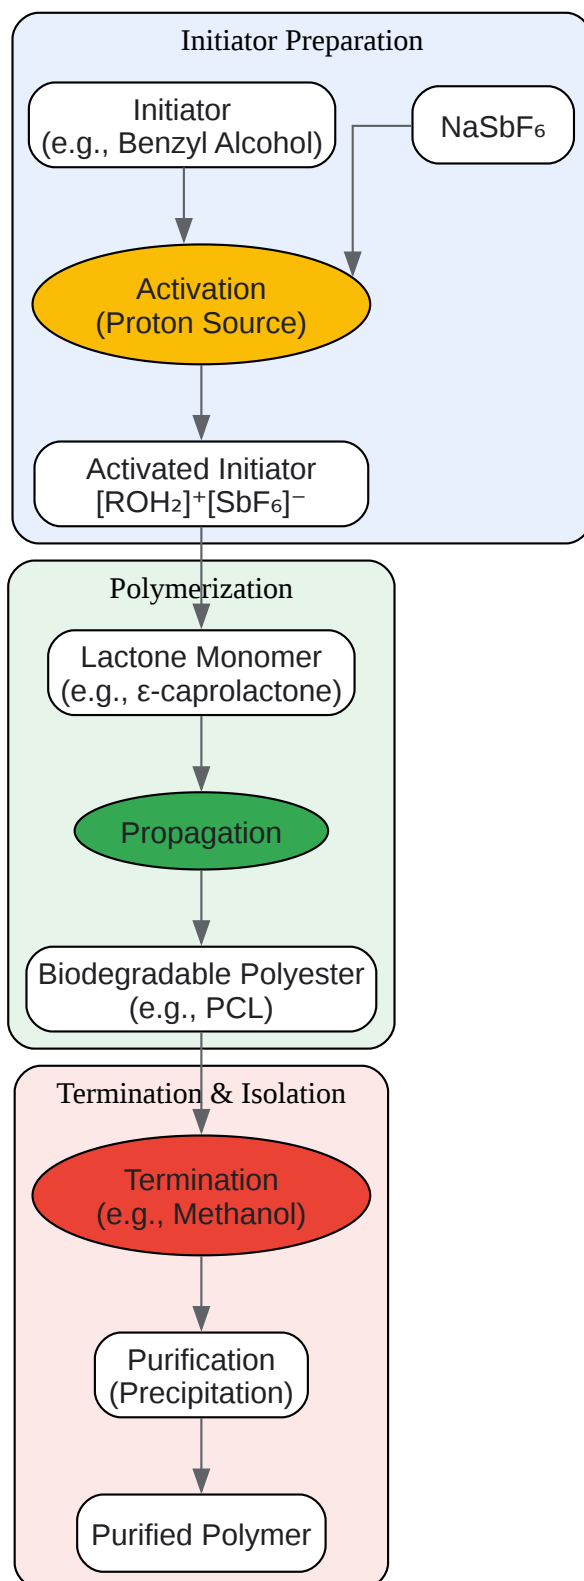 Initiator Preparation
Initiator
(e.g., Benzyl Alcohol)
NaSbF₆
Activation
(Proton Source)
Activated Initiator
[ROH₂]⁺[SbF₆]⁻
Polymerization
Lactone Monomer
(e.g., ε-caprolactone)
Propagation
Biodegradable Polyester
(e.g., PCL)
Termination & Isolation
Termination
(e.g., Methanol)
Purification
(Precipitation)
Purified Polymer